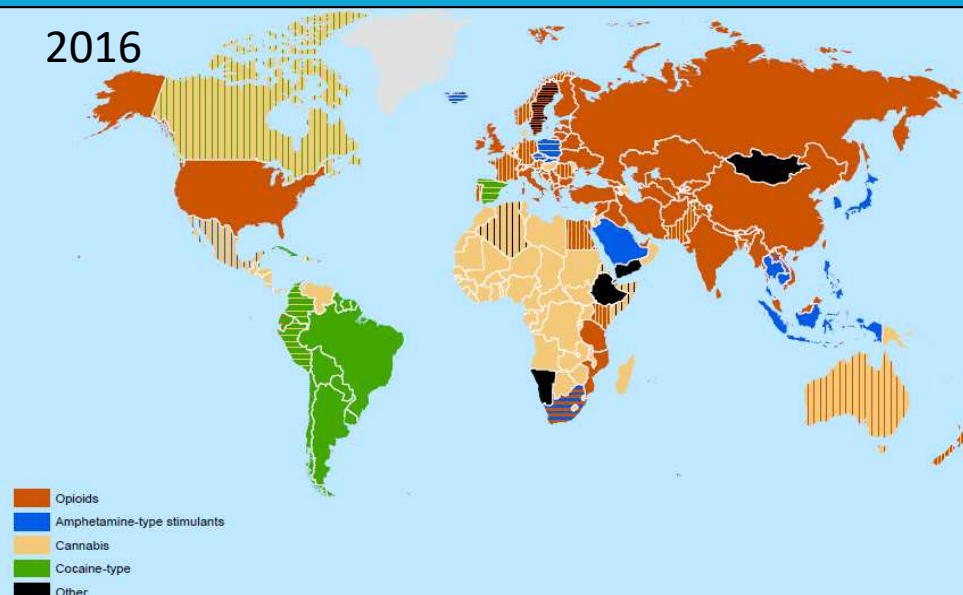 2016
Opioids
Amphetamine-type stimulants
Cannabis
Cocaine-type
Other